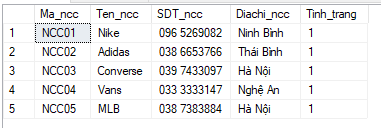 Ma_ncc Ten_ncc SDT_ncc Diachi_ncc Tinh_trang
1 NCC01 Nike 096 5269082 Ninh Bình 1
2 NCC02 Adidas 038 6653766 Thái Bình 1
3 NCC03 Converse 039 7433097 Hà Nội 1
4 NCC04 Vans 033 3333147 Nghệ An 1
5 NCC05 MLB 038 7383884 Hà Nội 1